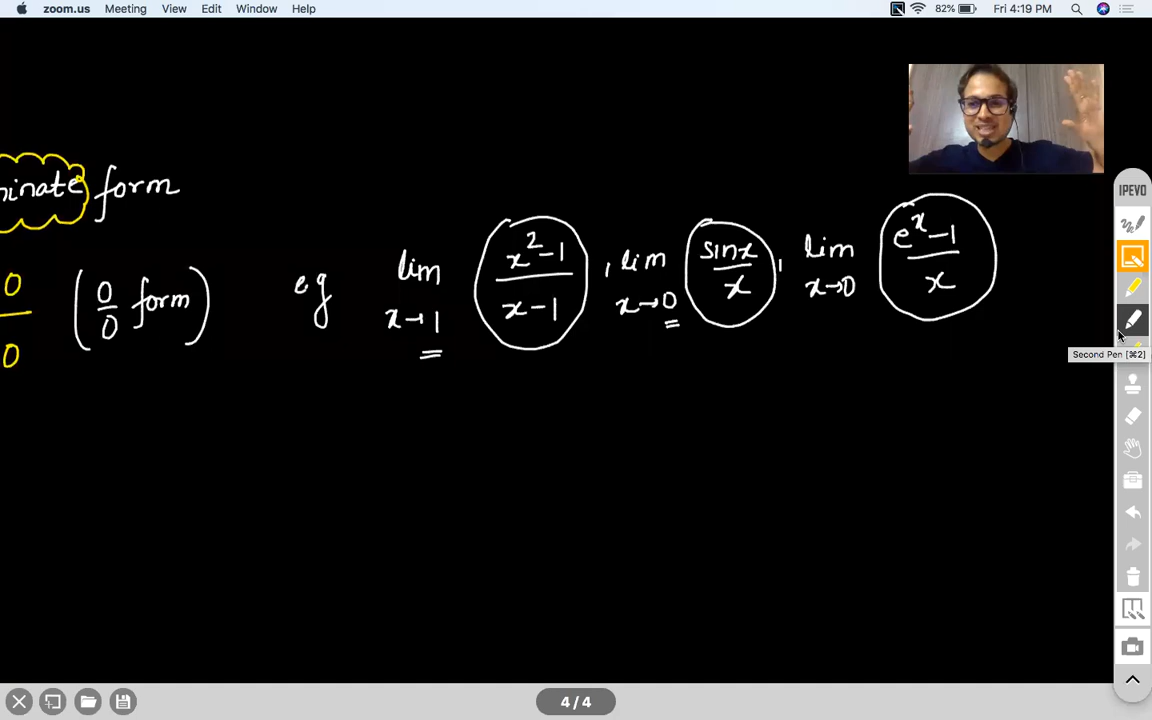 zoom.us Meeting View Edit Window Help 82% Fri 4:19 PM
IPEVO
form
0/0 (0/0 form) eg lim x→1 x²-1/x-1, lim x→0 sinx/x, lim x→0 eˣ-1/x
Second Pen [⌘2]
4/4